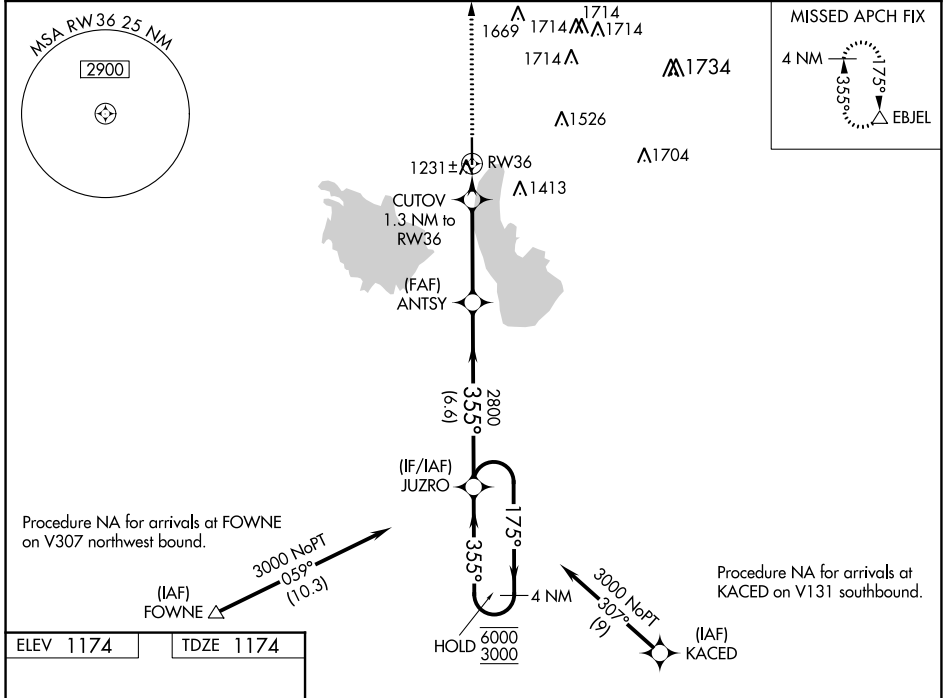 MSA RW36 25 NM
2900
1669
1714
1714
1714
1714
1734
1526
1704
1413
1231±
RW36
MISSED APCH FIX
4 NM
355°
175°
EBJEL
CUTOV
1.3 NM to
RW36
(FAF)
ANTSY
2800
355°
(6.6)
(IF/IAF)
JUZRO
175°
355°
4 NM
HOLD
6000
3000
Procedure NA for arrivals at FOWNE
on V307 northwest bound.
3000 NoPT
059°
(10.3)
(IAF)
FOWNE
3000 NoPT
307°
(9)
Procedure NA for arrivals at
KACED on V131 southbound.
(IAF)
KACED
ELEV 1174
TDZE 1174